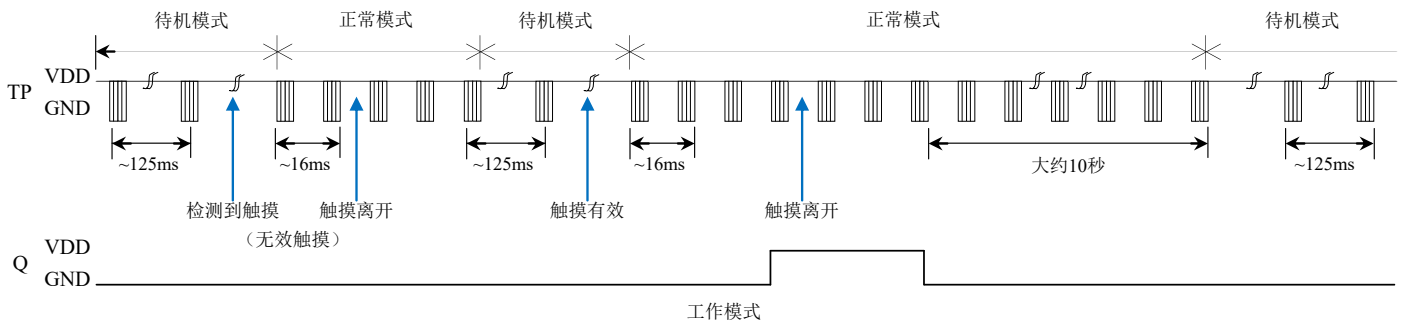 待机模式 正常模式 待机模式 正常模式 待机模式
VDD
TP
GND
~125ms ~16ms ~125ms ~16ms 大约10秒 ~125ms
检测到触摸 触摸离开 触摸有效 触摸离开
（无效触摸）
VDD
Q
GND
工作模式